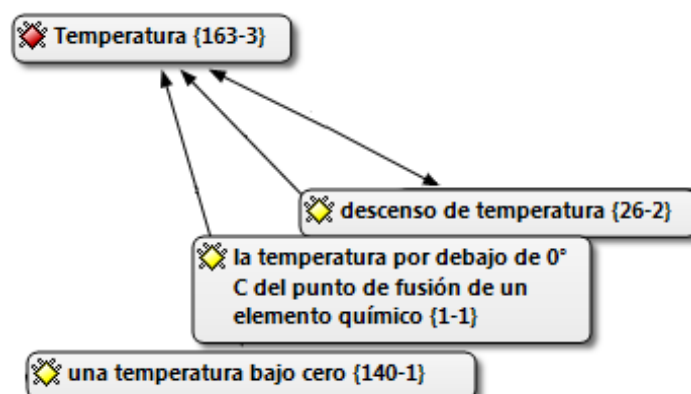 Temperatura {163-3}
descenso de temperatura {26-2}
la temperatura por debajo de 0°
C del punto de fusión de un
elemento químico {1-1}
una temperatura bajo cero {140-1}